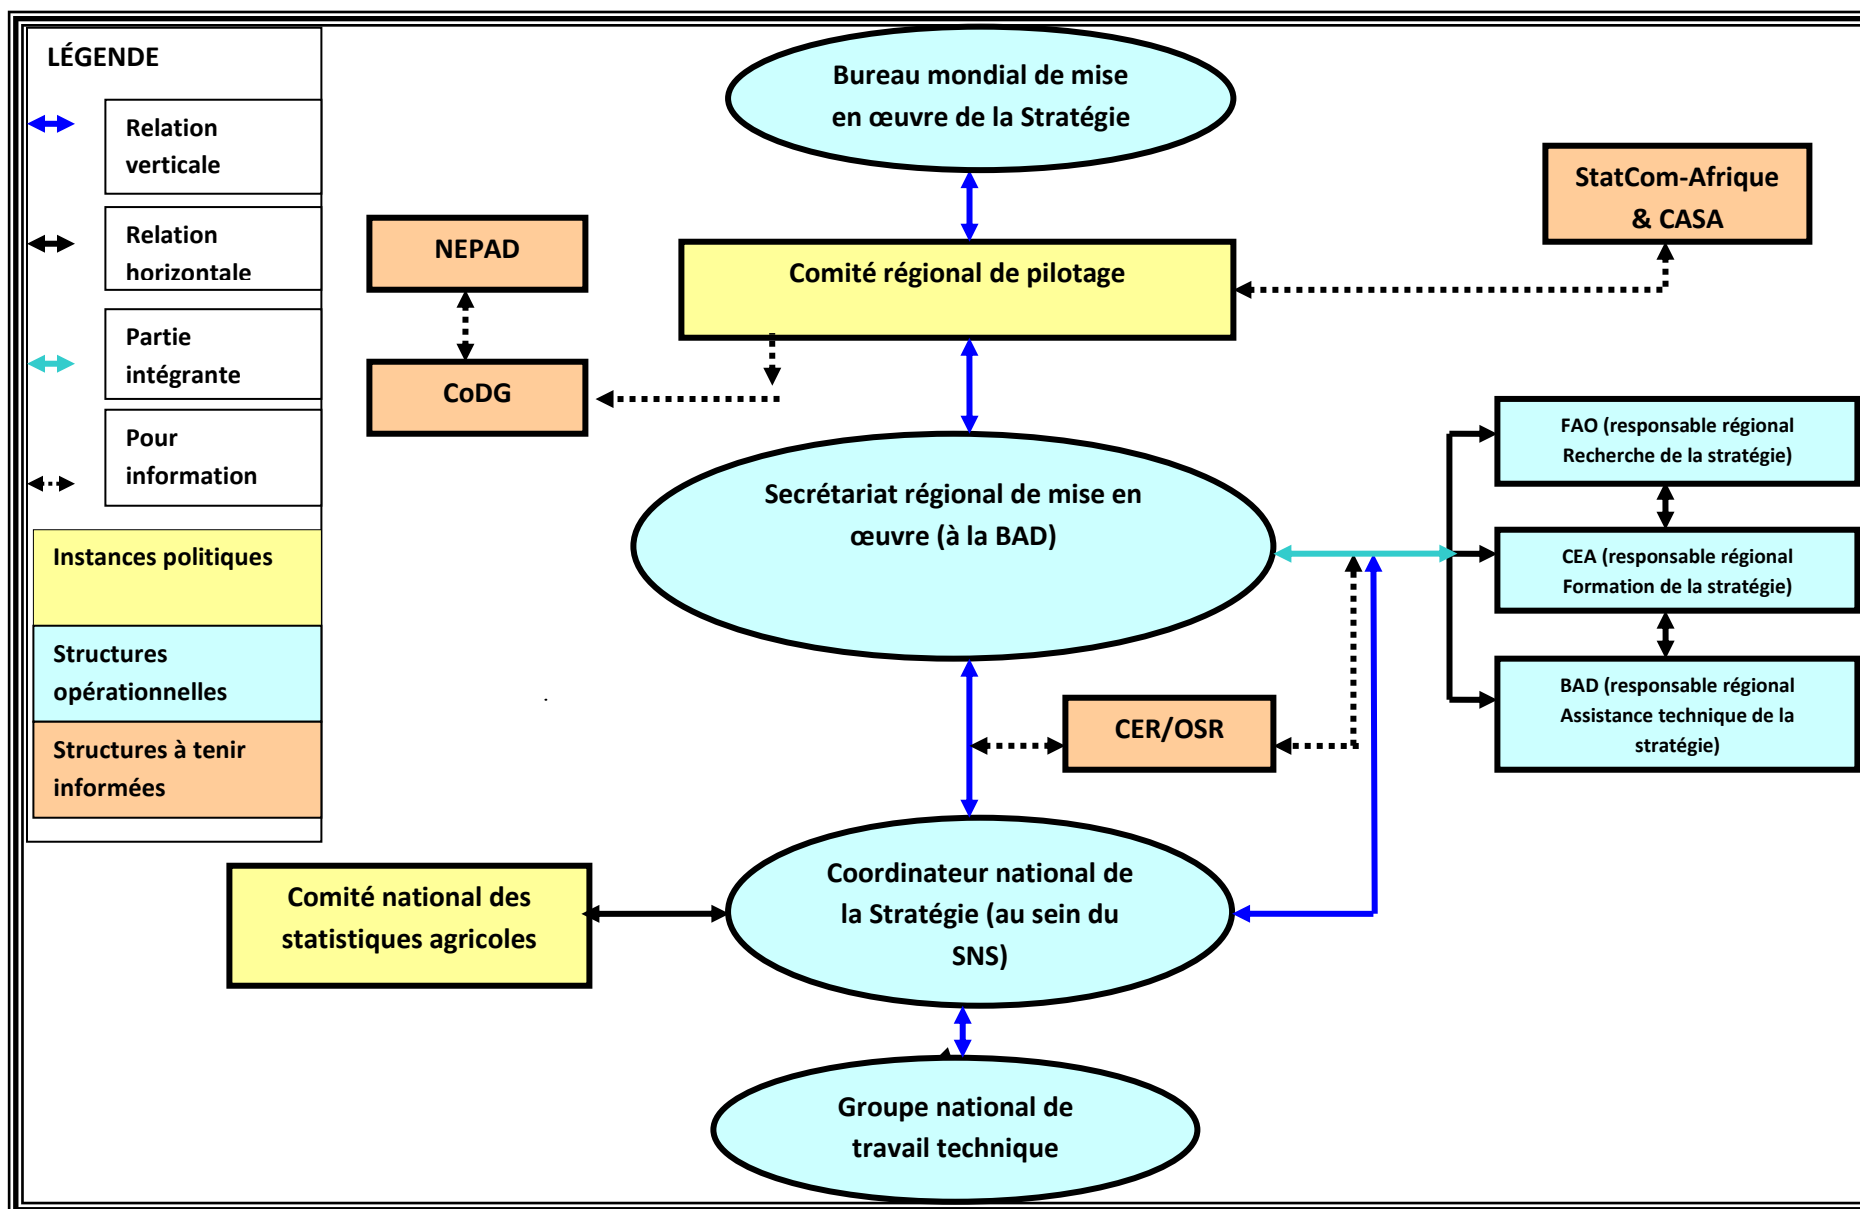 LÉGENDE
Relation
verticale
Relation
horizontale
Partie
intégrante
Pour
information
Instances politiques
Structures
opérationnelles
Structures à tenir
informées
Bureau mondial de mise
en œuvre de la Stratégie
StatCom-Afrique
& CASA
NEPAD
Comité régional de pilotage
CoDG
FAO (responsable régional
Recherche de la stratégie)
Secrétariat régional de mise en
œuvre (à la BAD)
CEA (responsable régional
Formation de la stratégie)
BAD (responsable régional
Assistance technique de la
stratégie)
CER/OSR
Coordinateur national de
la Stratégie (au sein du
SNS)
Comité national des
statistiques agricoles
Groupe national de
travail technique